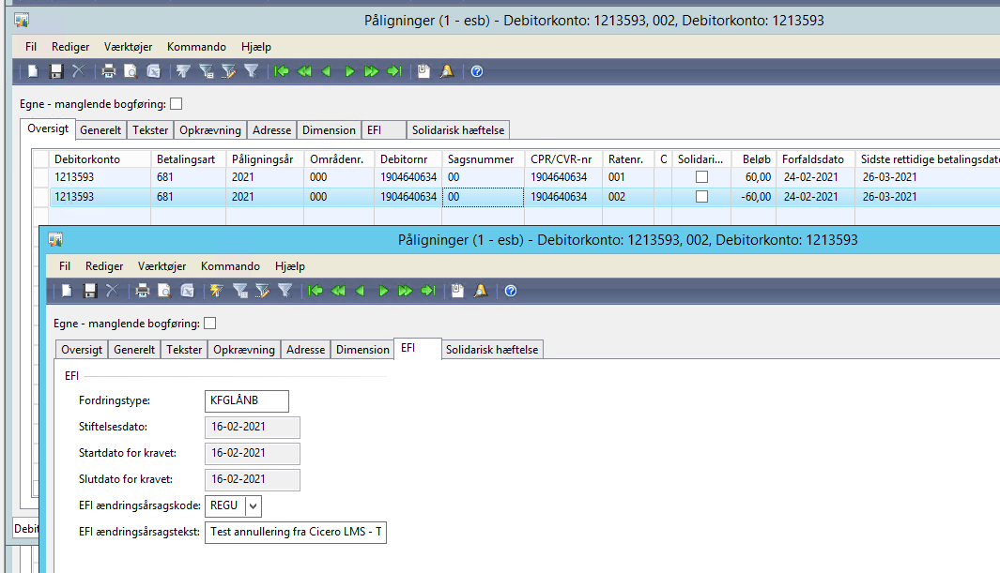 Påligninger (1 - esb) - Debitorkonto: 1213593, 002, Debitorkonto: 1213593
Fil Rediger Værktøjer Kommando Hjælp
Egne - manglende bogføring:
Oversigt Generelt Tekster Opkrævning Adresse Dimension EFI Solidarisk hæftelse
Debitorkonto Betalingsart Påligningsår Områdenr. Debitornr Sagsnummer CPR/CVR-nr Ratenr. O Solidari... Beløb Forfaldsdato Sidste rettidige betalingsdato
1213593 681 2021 000 1904640634 00 1904640634 001 60,00 24-02-2021 26-03-2021
1213593 681 2021 000 1904640634 00 1904640634 002 -60,00 24-02-2021 26-03-2021
Påligninger (1 - esb) - Debitorkonto: 1213593, 002, Debitorkonto: 1213593
Fil Rediger Værktøjer Kommando Hjælp
Egne - manglende bogføring:
Oversigt Generelt Tekster Opkrævning Adresse Dimension EFI Solidarisk hæftelse
EFI
Fordringstype: KFGLÅNB
Stiftelsesdato: 16-02-2021
Startdato for kravet: 16-02-2021
Slutdato for kravet: 16-02-2021
EFI ændringsårsagskode: REGU
EFI ændringsårsagstekst: Test annullering fra Cicero LMS - T
Debit